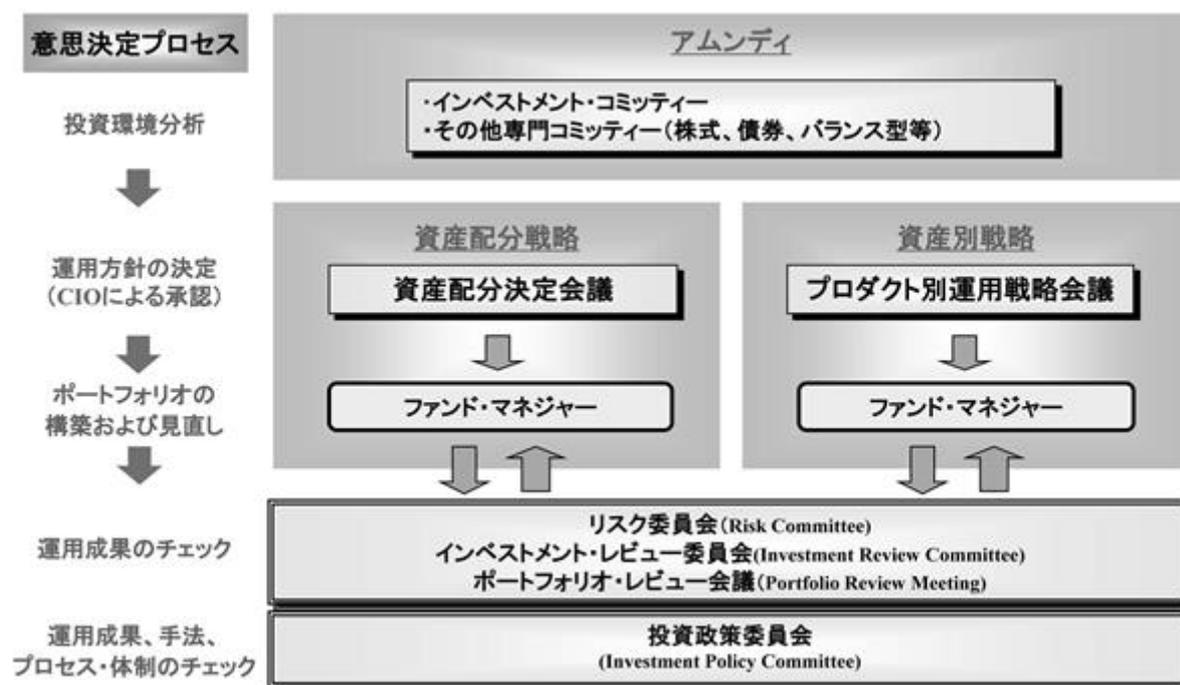 意思決定プロセス
アムンディ
投資環境分析
・インベストメント・コミッティー
・その他専門コミッティー(株式、債券、バランス型等)
運用方針の決定
(CIOによる承認)
資産配分戦略
資産配分決定会議
資産別戦略
プロダクト別運用戦略会議
ポートフォリオの
構築および見直し
ファンド・マネジャー
ファンド・マネジャー
運用成果のチェック
リスク委員会(Risk Committee)
インベストメント・レビュー委員会(Investment Review Committee)
ポートフォリオ・レビュー会議(Portfolio Review Meeting)
運用成果、手法、
プロセス・体制のチェック
投資政策委員会
(Investment Policy Committee)